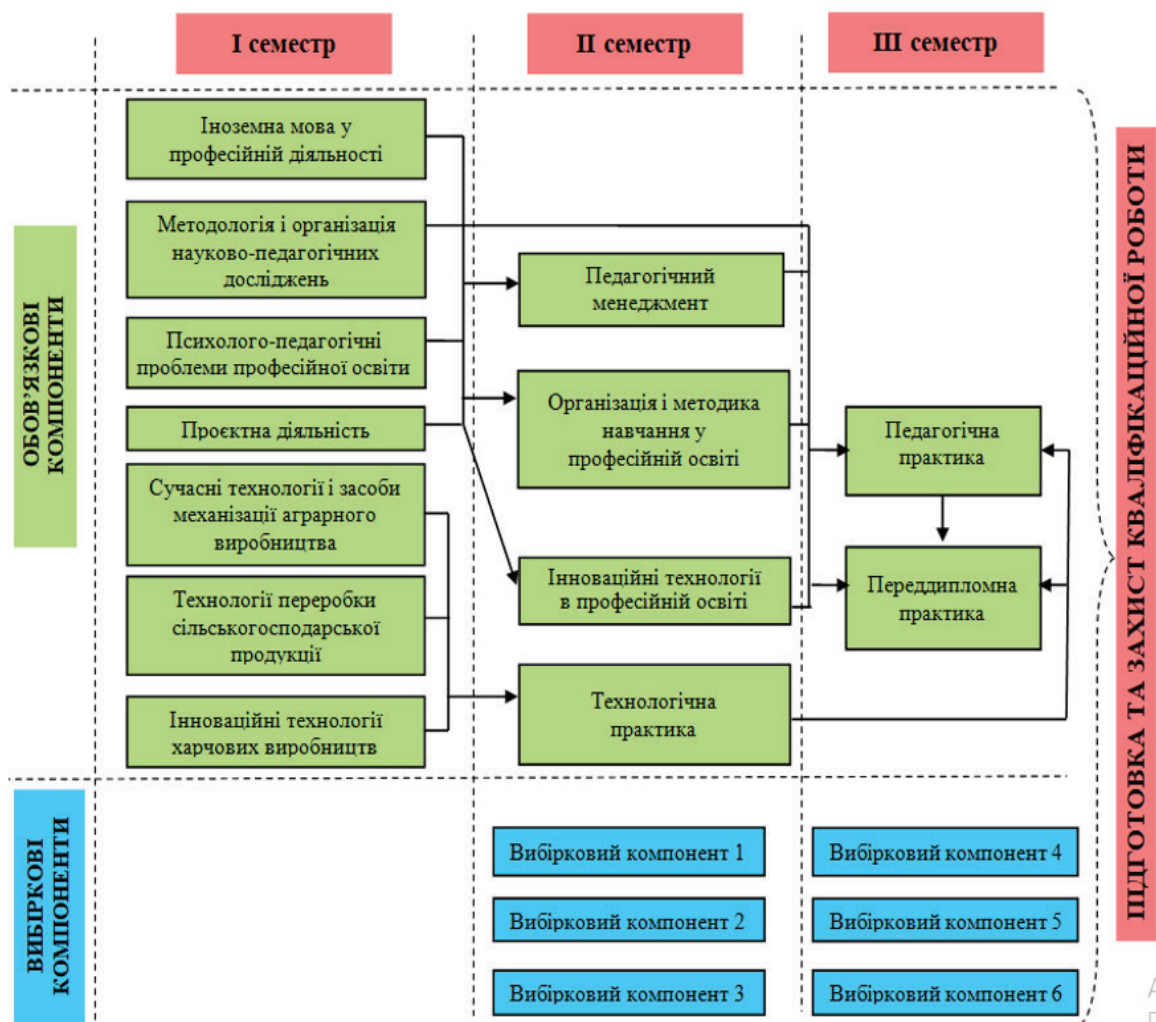 І семестр
ІІ семестр
ІІІ семестр
ОБОВ’ЯЗКОВІ
КОМПОНЕНТИ
Іноземна мова у
професійній діяльності
Методологія і організація
науково-педагогічних
досліджень
Психолого-педагогічні
проблеми професійної освіти
Проєктна діяльність
Сучасні технології і засоби
механізації аграрного
виробництва
Технології переробки
сільськогосподарської
продукції
Інноваційні технології
харчових виробництв
Педагогічний
менеджмент
Організація і методика
навчання у
професійній освіті
Інноваційні технології
в професійній освіті
Технологічна
практика
Педагогічна
практика
Переддипломна
практика
ВИБІРКОВІ
КОМПОНЕНТИ
Вибірковий компонент 1
Вибірковий компонент 2
Вибірковий компонент 3
Вибірковий компонент 4
Вибірковий компонент 5
Вибірковий компонент 6
ПІДГОТОВКА ТА ЗАХИСТ КВАЛІФІКАЦІЙНОЇ РОБОТИ